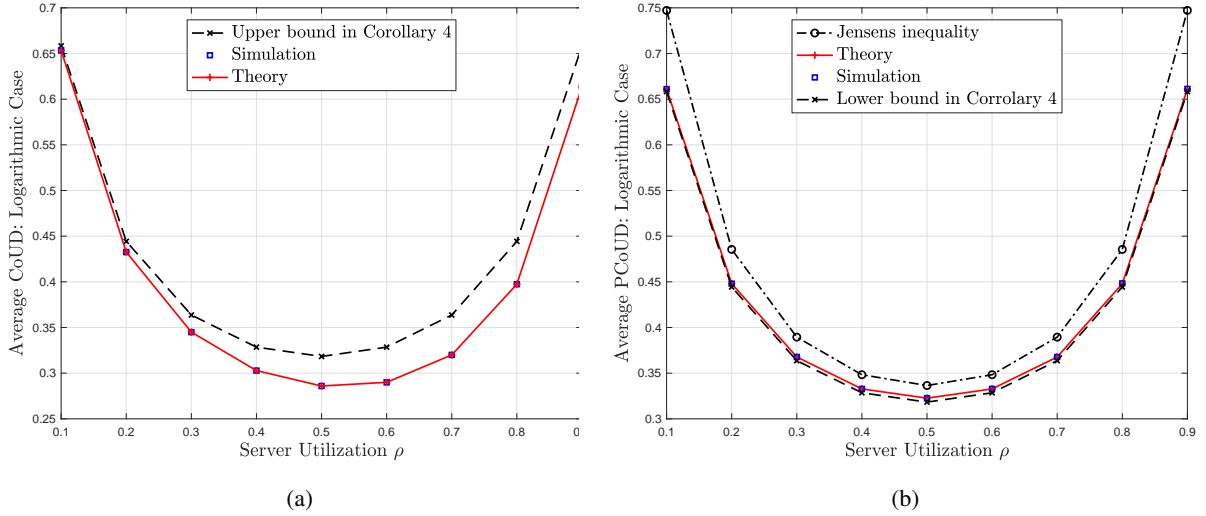 0.7
0.65
0.6
0.55
0.5
0.45
0.4
0.35
0.3
0.25
Average CoUD: Logarithmic Case
Upper bound in Corollary 4
Simulation
Theory
0.1 0.2 0.3 0.4 0.5 0.6 0.7 0.8 0
Server Utilization ρ
(a)
0.75
0.7
0.65
0.6
0.55
0.5
0.45
0.4
0.35
0.3
Average PCoUD: Logarithmic Case
Jensens inequality
Theory
Simulation
Lower bound in Corrolary 4
0.1 0.2 0.3 0.4 0.5 0.6 0.7 0.8 0.9
Server Utilization ρ
(b)